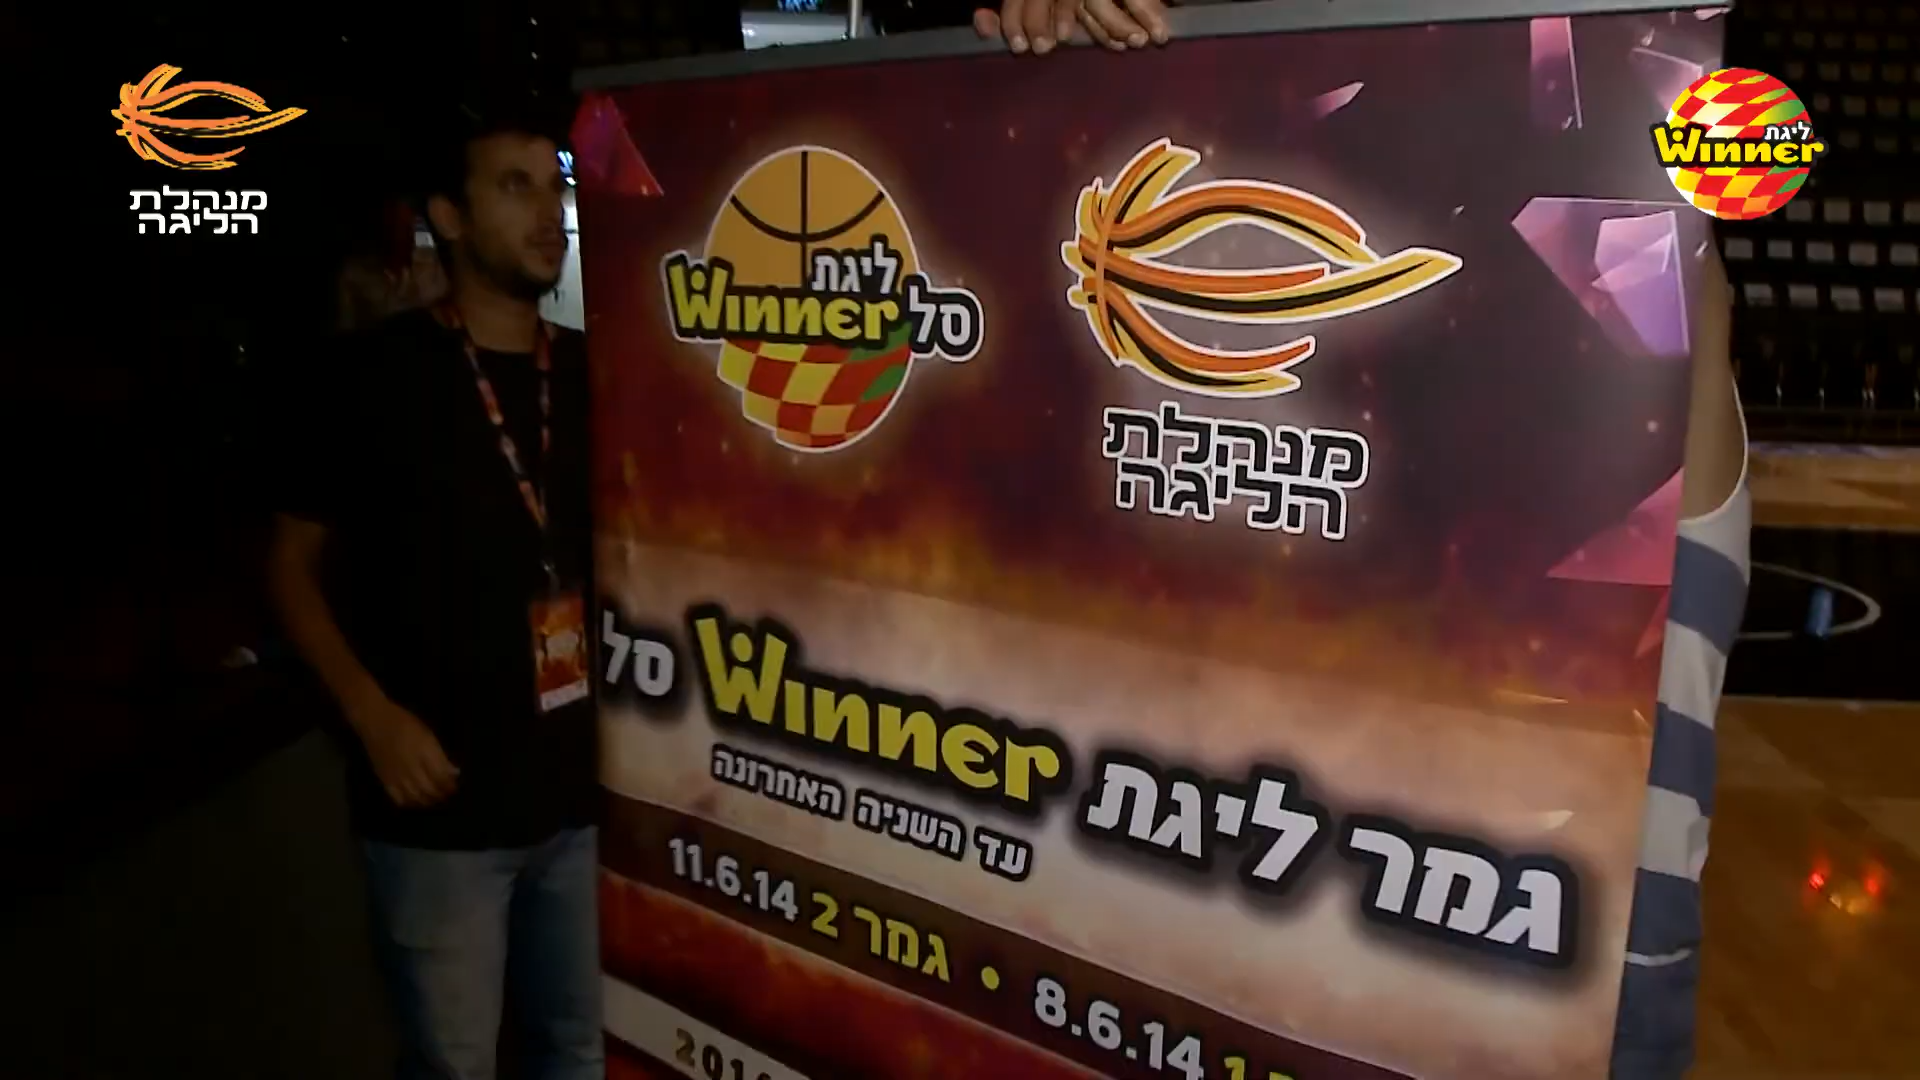 מנהלת
הליגה
ליגת
Winner
ליגת
Winner סל
מנהלת
הליגה
גמר ליגת Winner סל
עד השניה האחרונה
8.6.14 • גמר 2 11.6.14